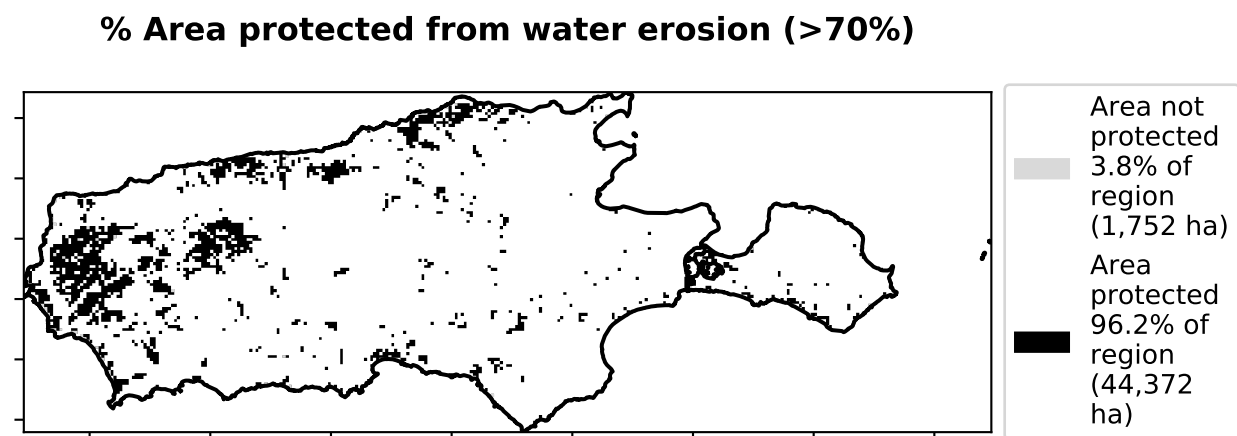 % Area protected from water erosion (>70%)
Area not
protected
3.8% of
region
(1,752 ha)
Area
protected
96.2% of
region
(44,372
ha)